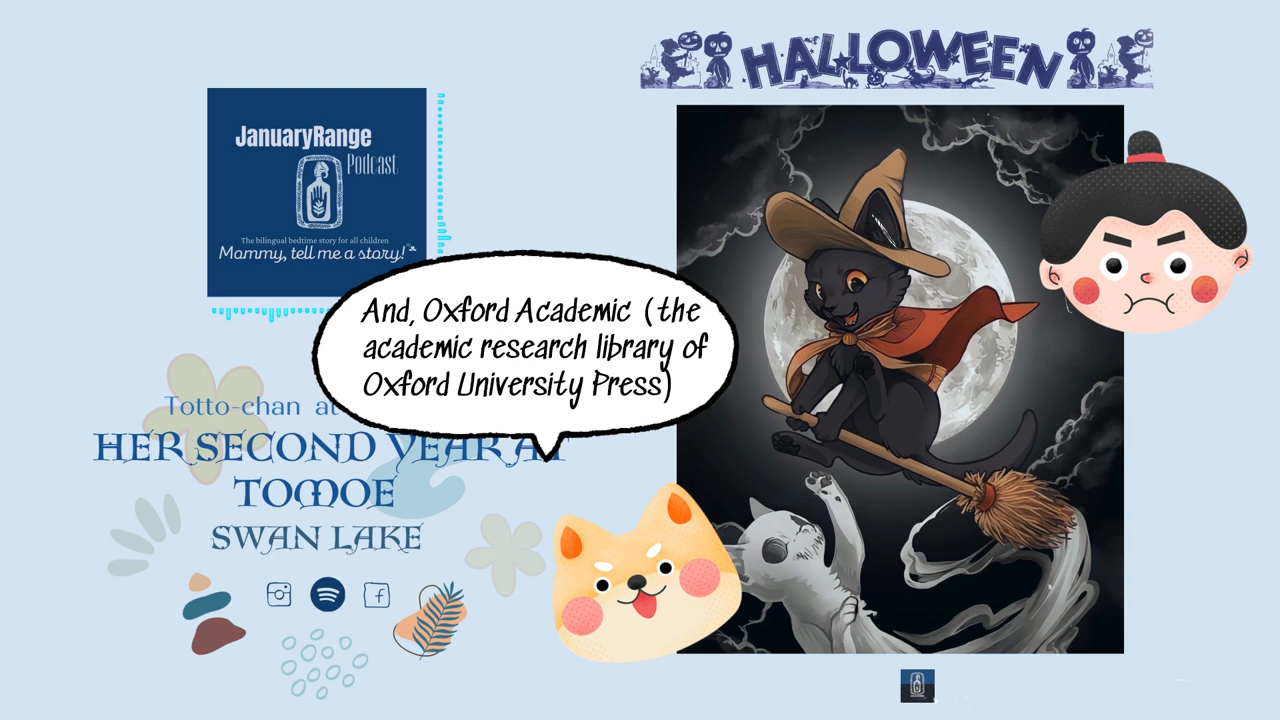 HALLOWEEN
JanuaryRange
Podcast
The bilingual bedtime story for all children
Mommy, tell me a story!
And, Oxford Academic (the
academic research library of
Oxford University Press)
Totto-chan at
HER SECOND YEAR AT
TOMOE
SWAN LAKE